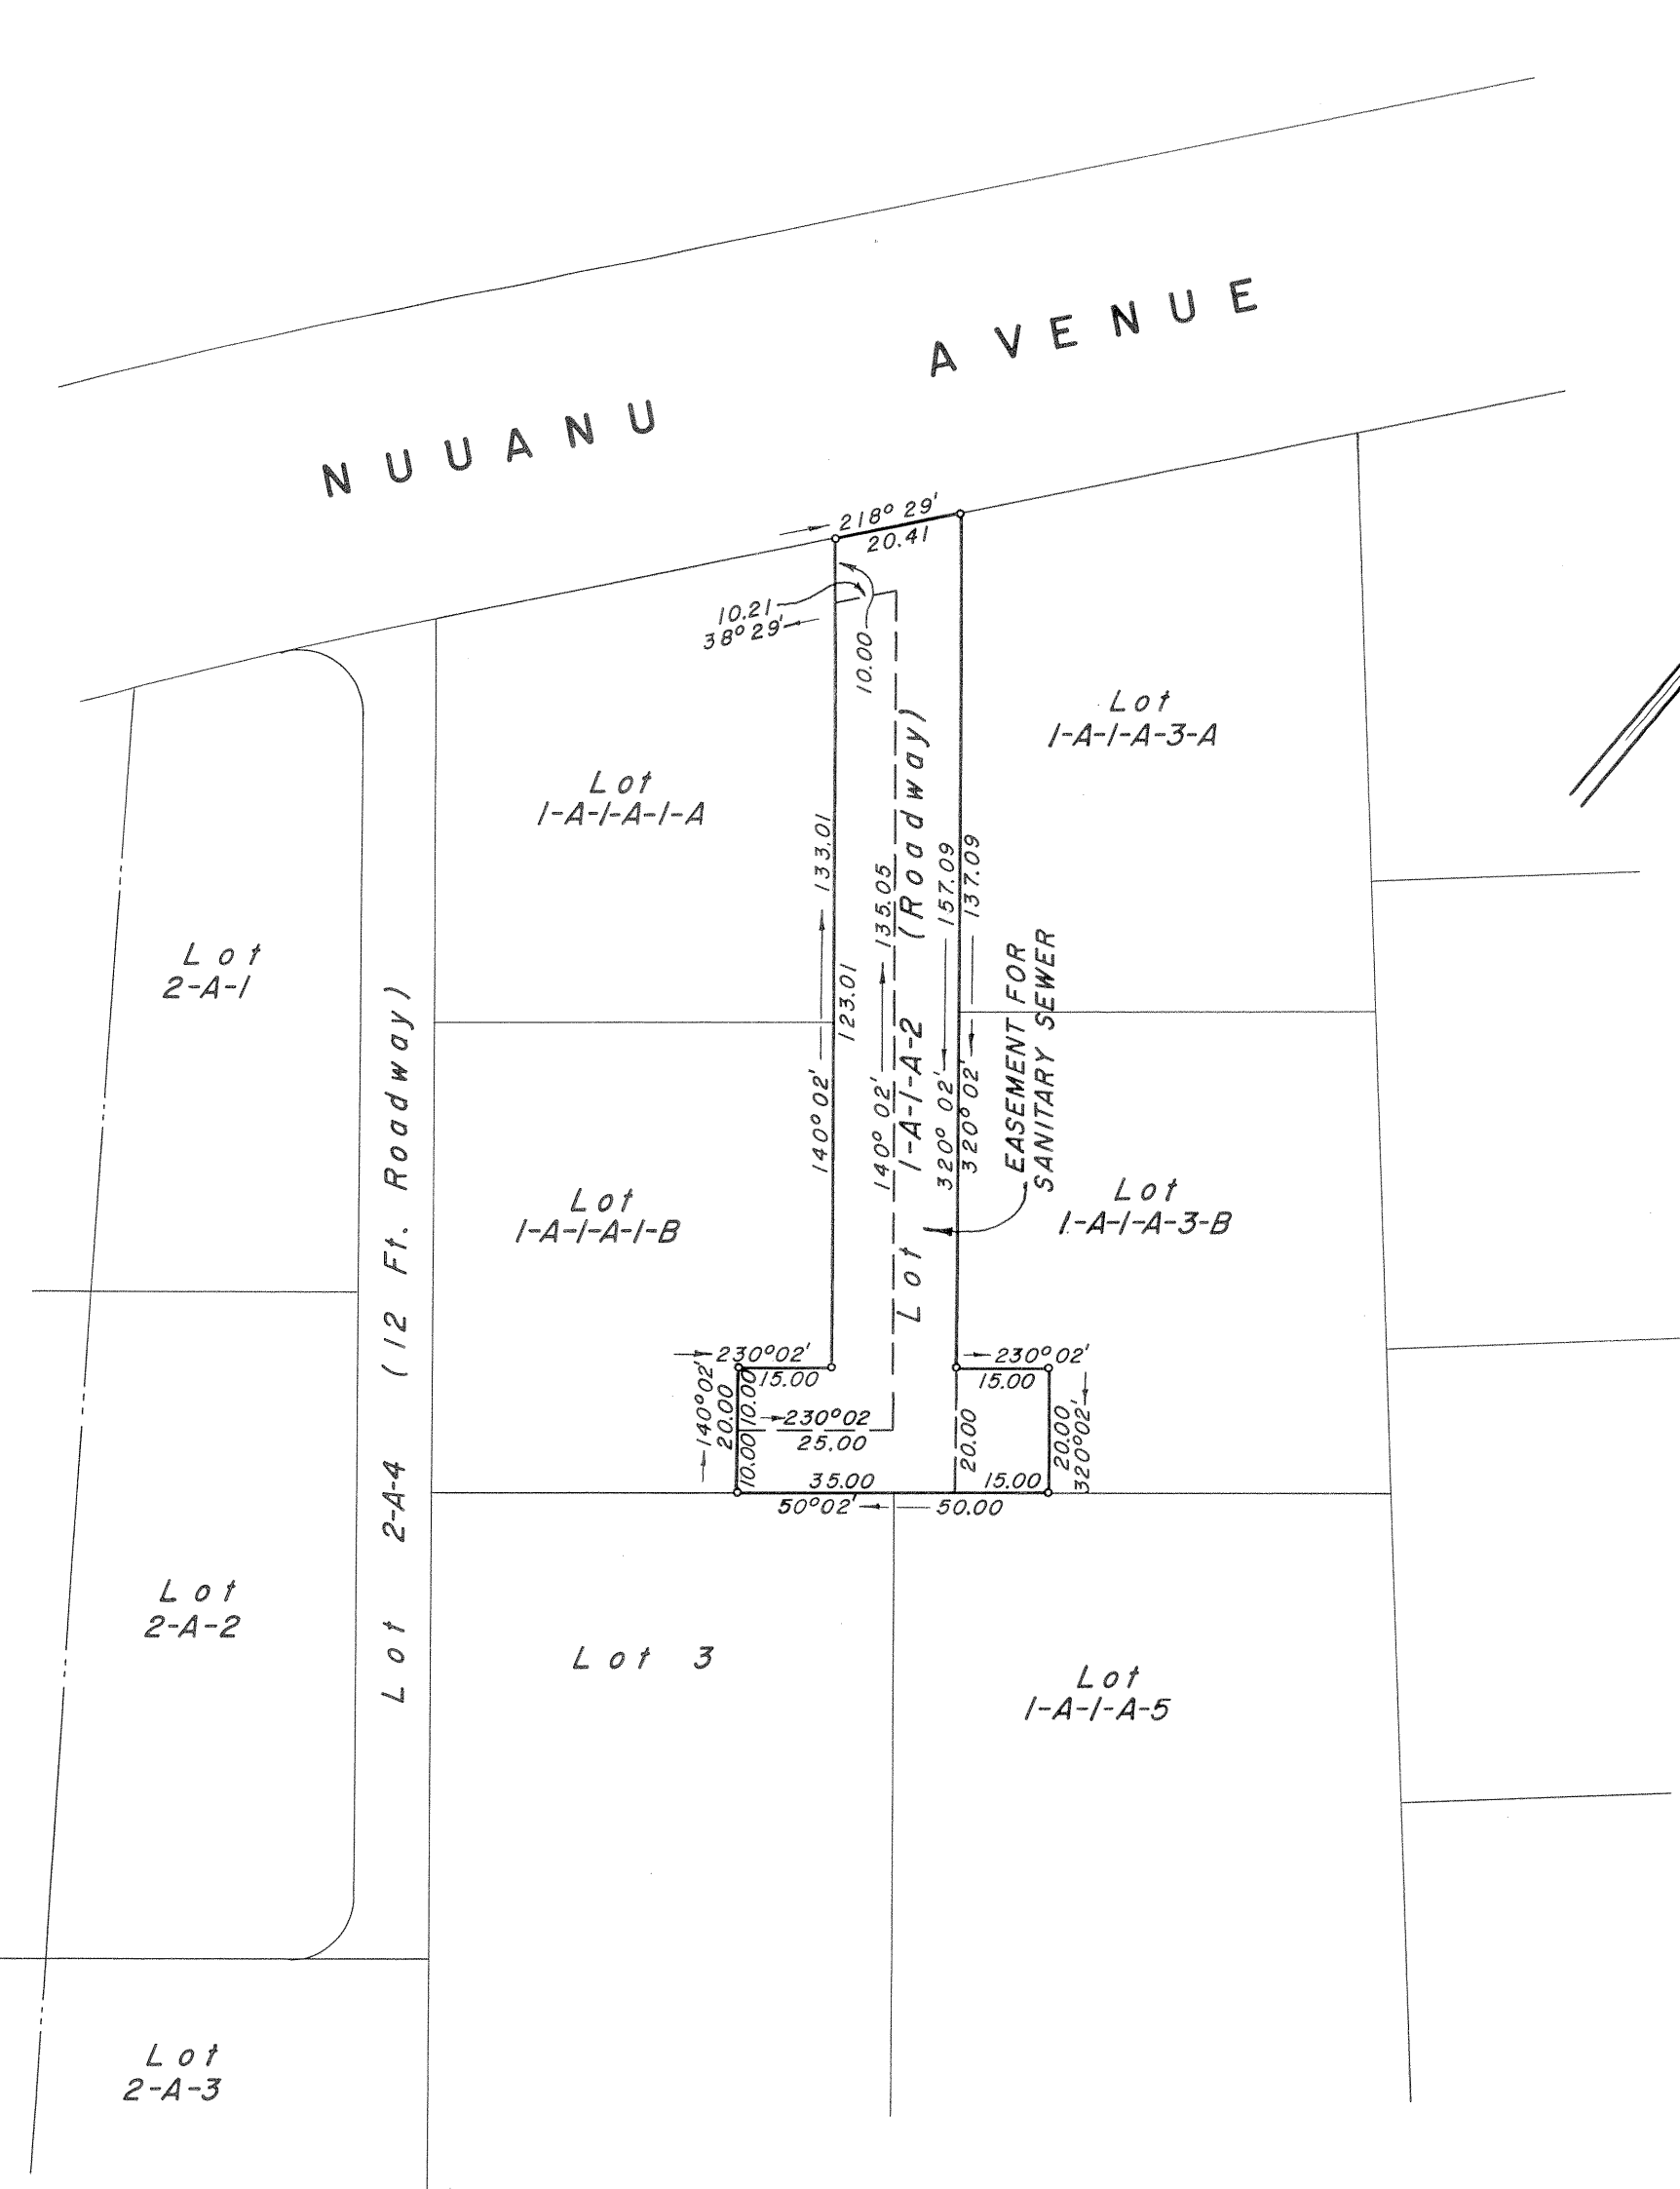 NUUANU AVENUE
218° 29'
20.41
10.21
38° 29'
10.00
Lot
1-A-1-A-3-A
Lot
1-A-1-A-1-A
Lot
2-A-1
Lot 2-A-4 (12 Ft. Roadway)
140° 02' 133.01
123.01
140° 02' 135.05
Lot 1-A-1-A-2 (Roadway)
320° 02' 157.09
320° 02' 137.09
EASEMENT FOR
SANITARY SEWER
Lot
1-A-1-A-1-B
Lot
1-A-1-A-3-B
230°02'
15.00
230°02'
15.00
140°02'
20.00
10.00 10.00
230°02
25.00
20.00
20.00
320°02'
35.00
15.00
50°02' 50.00
Lot
2-A-2
Lot 3
Lot
1-A-1-A-5
Lot
2-A-3